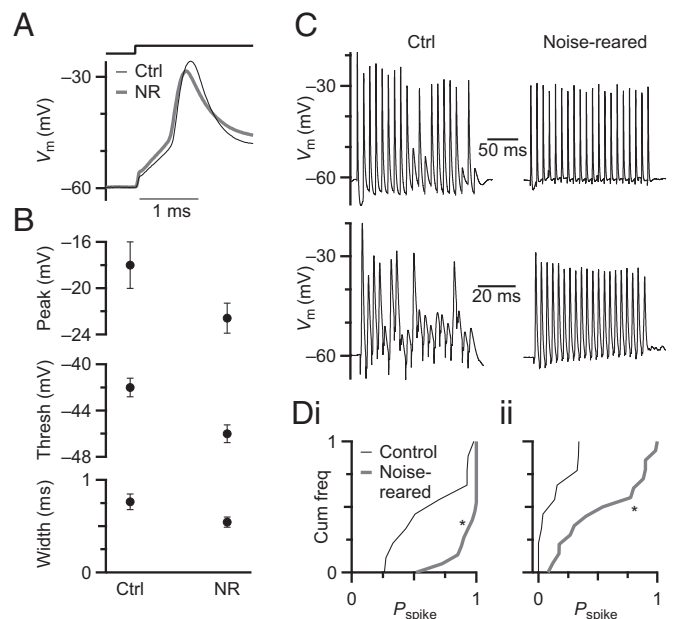 A
Ctrl
NR
–30
–60
Vm (mV)
1 ms
B
–16
–20
–24
Peak (mV)
–40
–44
–48
Thresh (mV)
1
0
Width (ms)
Ctrl
NR
C
Ctrl
Noise-reared
–30
–60
Vm (mV)
50 ms
–30
–60
Vm (mV)
20 ms
Di
ii
1
0
Cum freq
Control
Noise-
reared
*
*
0
1
0
1
Pspike
Pspike